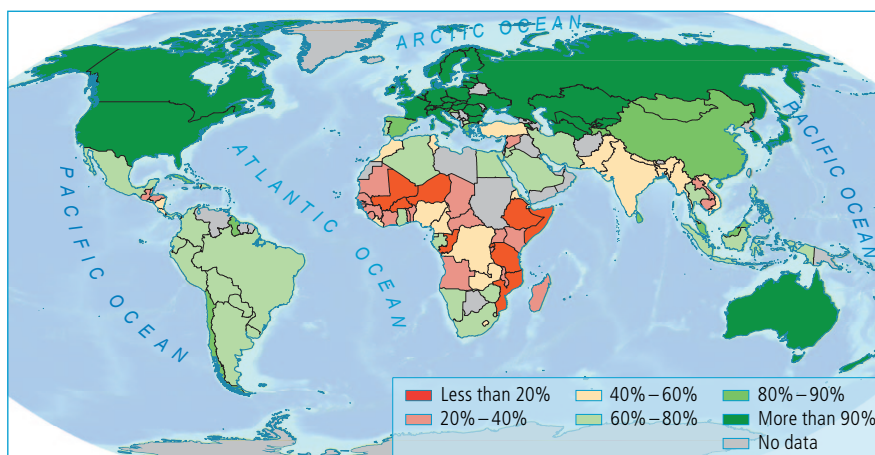 ARCTIC OCEAN
PACIFIC OCEAN
ATLANTIC OCEAN
PACIFIC OCEAN
Less than 20%
20%–40%
40%–60%
60%–80%
80%–90%
More than 90%
No data